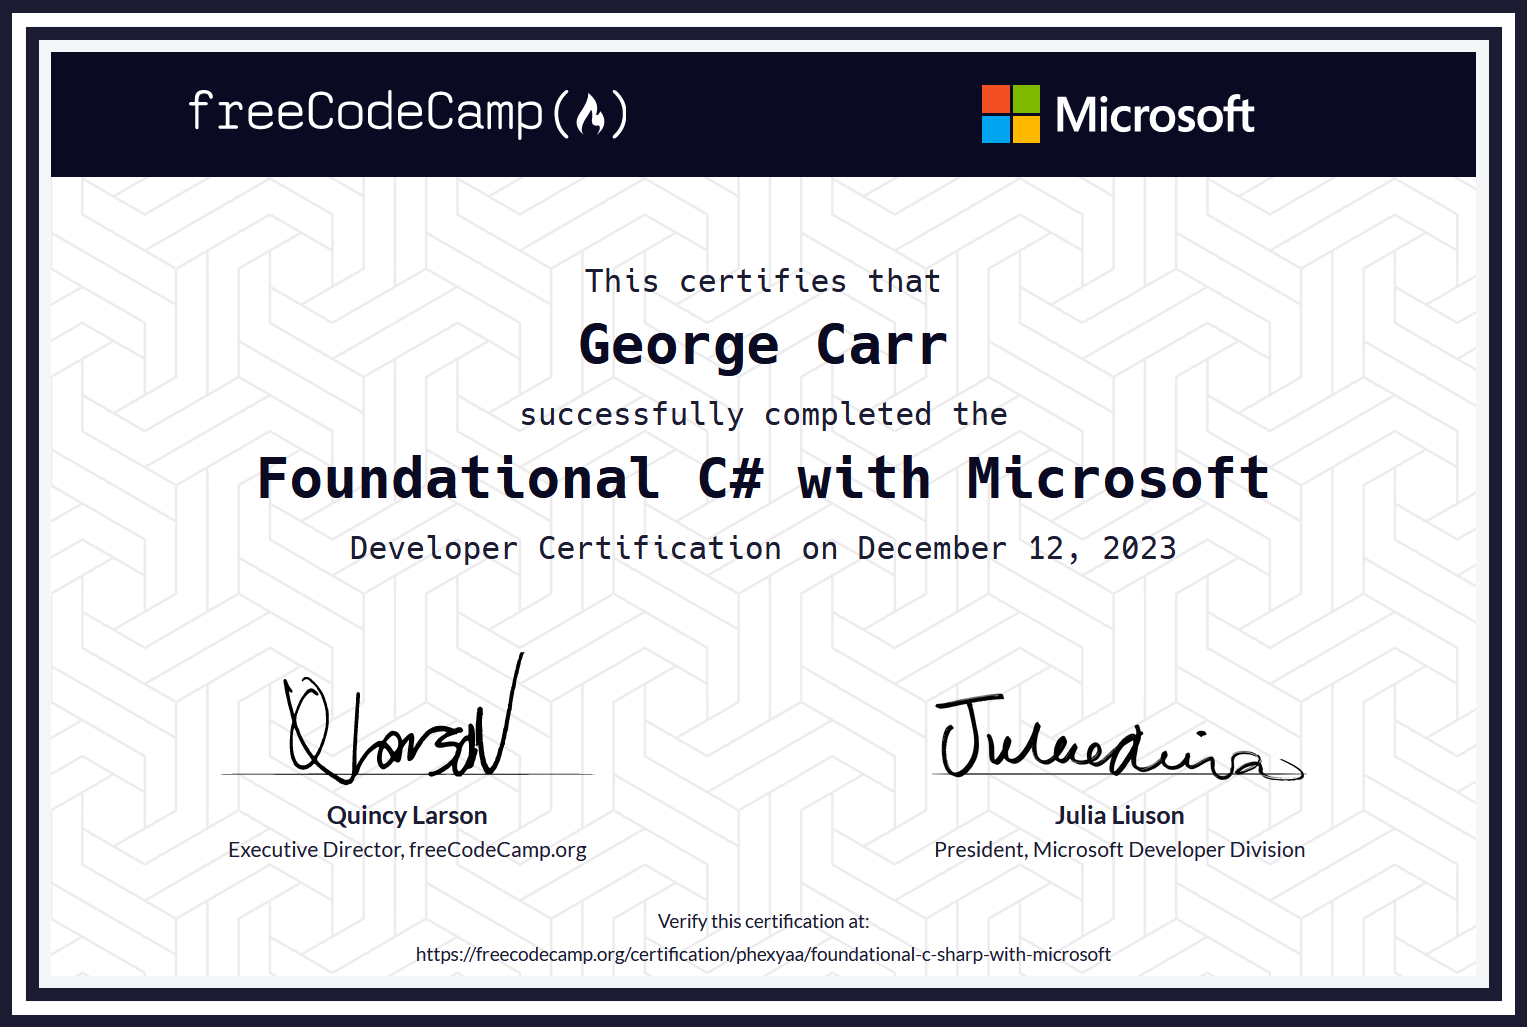 freeCodeCamp
Microsoft
This certifies that
George Carr
successfully completed the
Foundational C# with Microsoft
Developer Certification on December 12, 2023
Quincy Larson
Executive Director, freeCodeCamp.org
Julia Liuson
President, Microsoft Developer Division
Verify this certification at:
https://freecodecamp.org/certification/phexyaa/foundational-c-sharp-with-microsoft